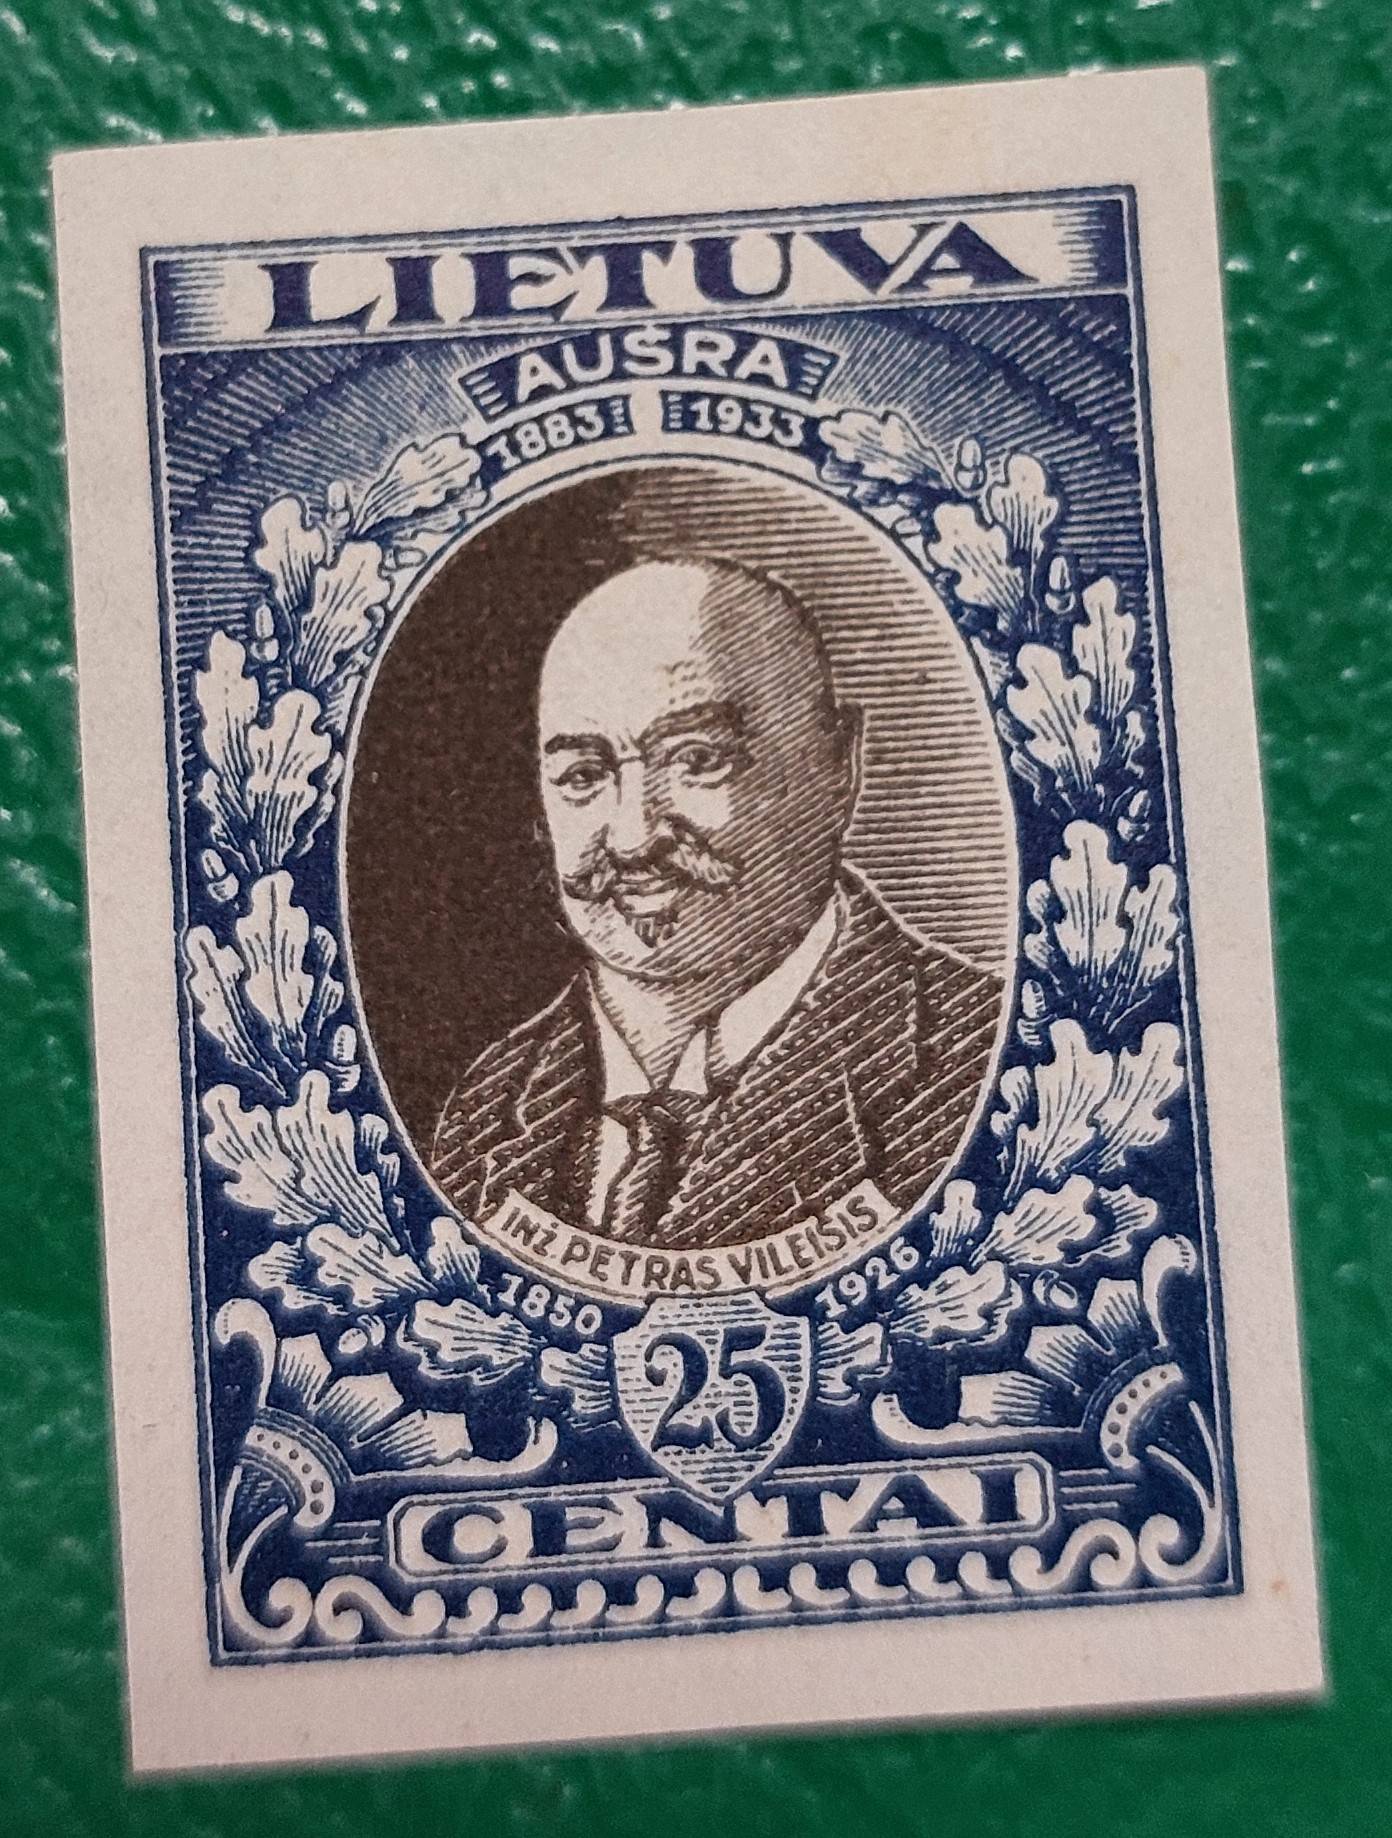 LIETUVA
AUŠRA
1883 1933
INŽ. PETRAS VILEIŠIS
1850 1926
25
CENTAI